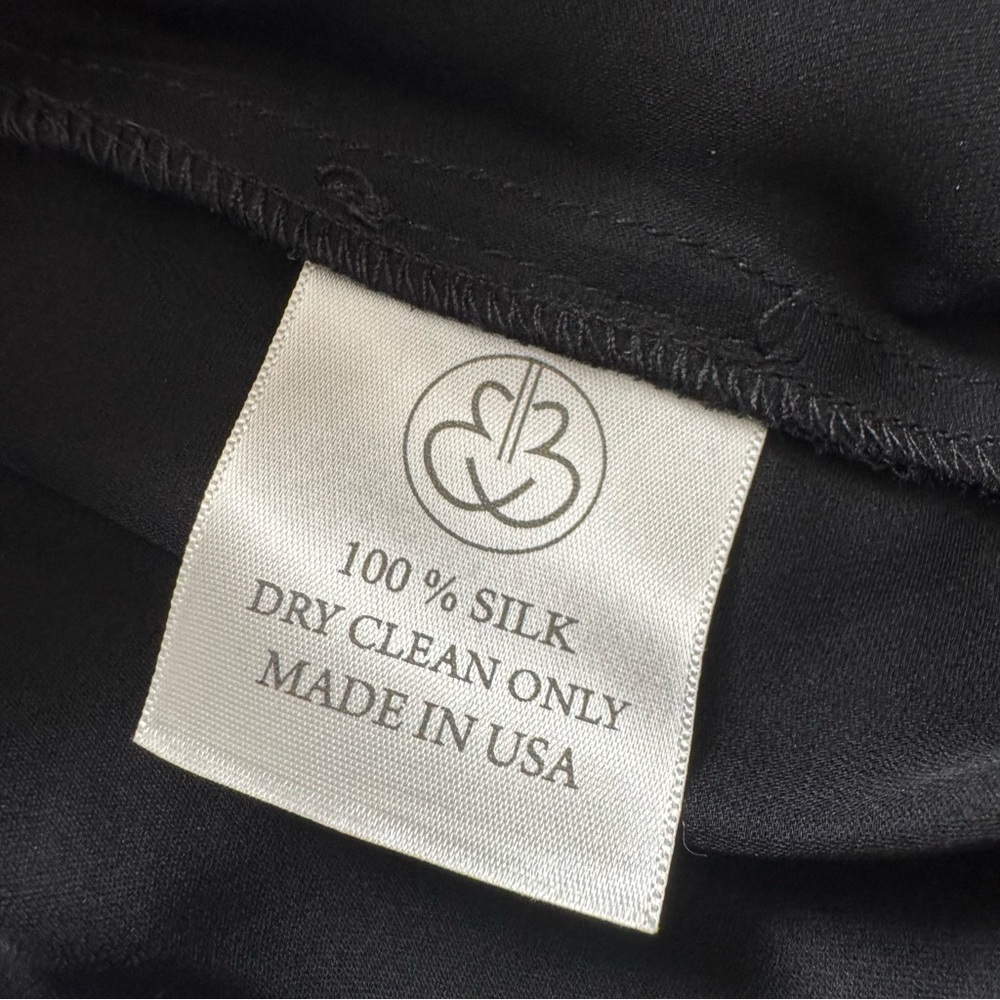 100 % SILK
DRY CLEAN ONLY
MADE IN USA